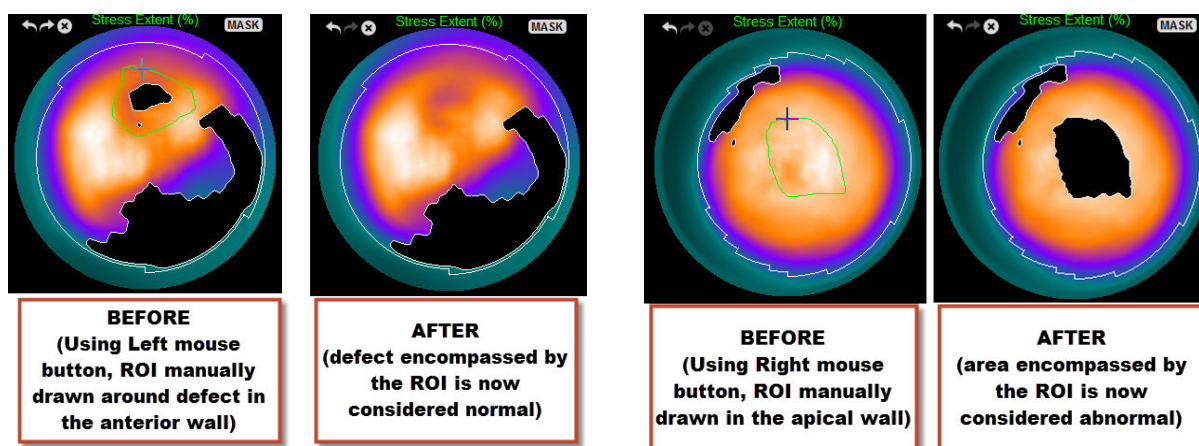 Stress Extent (%)
MASK
Stress Extent (%)
MASK
Stress Extent (%)
MASK
Stress Extent (%)
MASK
BEFORE
(Using Left mouse
button, ROI manually
drawn around defect in
the anterior wall)
AFTER
(defect encompassed by
the ROI is now
considered normal)
BEFORE
(Using Right mouse
button, ROI manually
drawn in the apical wall)
AFTER
(area encompassed by
the ROI is now
considered abnormal)